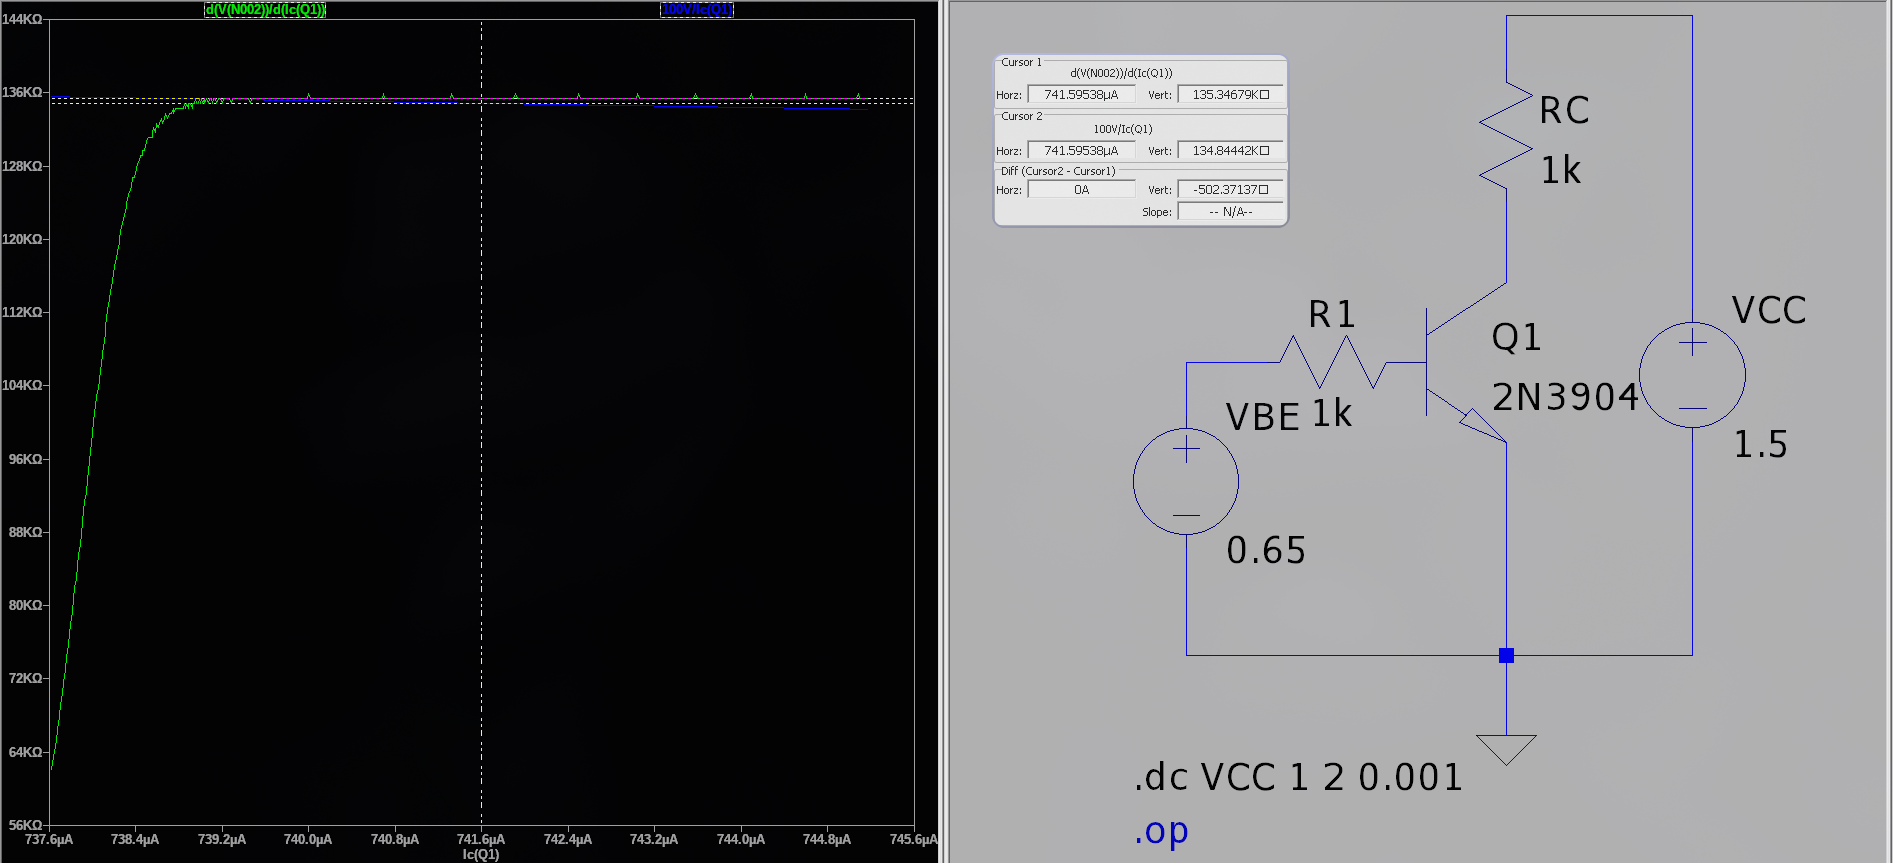 d(V(N002))/d(Ic(Q1))
100V/Ic(Q1)
144KΩ
136KΩ
128KΩ
120KΩ
112KΩ
104KΩ
96KΩ
88KΩ
80KΩ
72KΩ
64KΩ
56KΩ
737.6µA 738.4µA 739.2µA 740.0µA 740.8µA 741.6µA 742.4µA 743.2µA 744.0µA 744.8µA 745.6µA
Ic(Q1)
Cursor 1
d(V(N002))/d(Ic(Q1))
Horz: 741.59538µA Vert: 135.34679K□
Cursor 2
100V/Ic(Q1)
Horz: 741.59538µA Vert: 134.84442K□
Diff (Cursor2 - Cursor1)
Horz: 0A Vert: -502.37137□
Slope: -- N/A--
RC
1k
R1
1k
Q1
2N3904
VCC
1.5
VBE
0.65
.dc VCC 1 2 0.001
.op